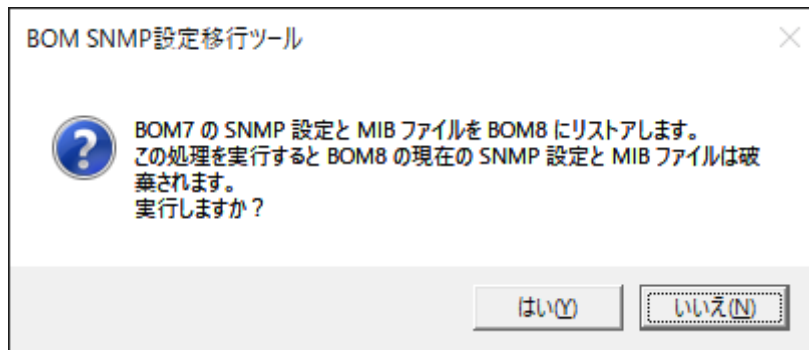 BOM SNMP設定移行ツール
BOM7 の SNMP 設定と MIB ファイルを BOM8 にリストアします。
この処理を実行すると BOM8 の現在の SNMP 設定と MIB ファイルは破
棄されます。
実行しますか？
はい(Y)
いいえ(N)